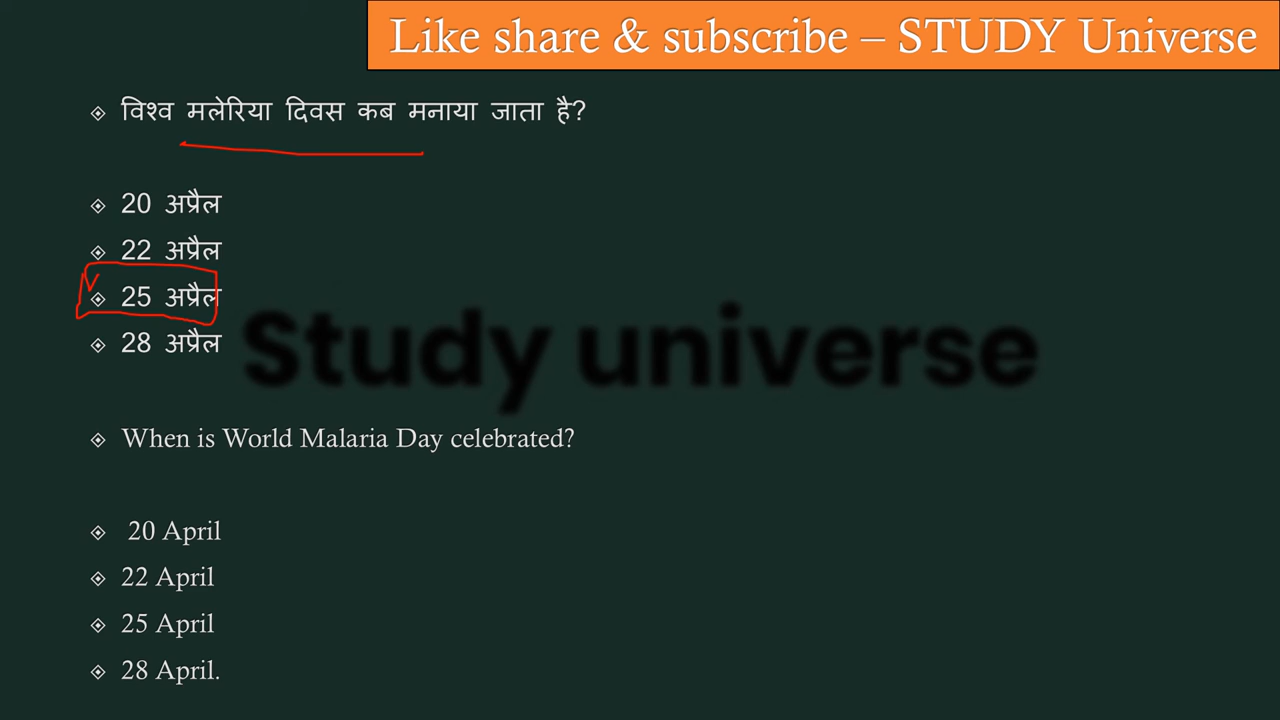 Like share & subscribe – STUDY Universe
विश्व मलेरिया दिवस कब मनाया जाता है?
20 अप्रैल
22 अप्रैल
25 अप्रैल
28 अप्रैल
Study universe
When is World Malaria Day celebrated?
20 April
22 April
25 April
28 April.